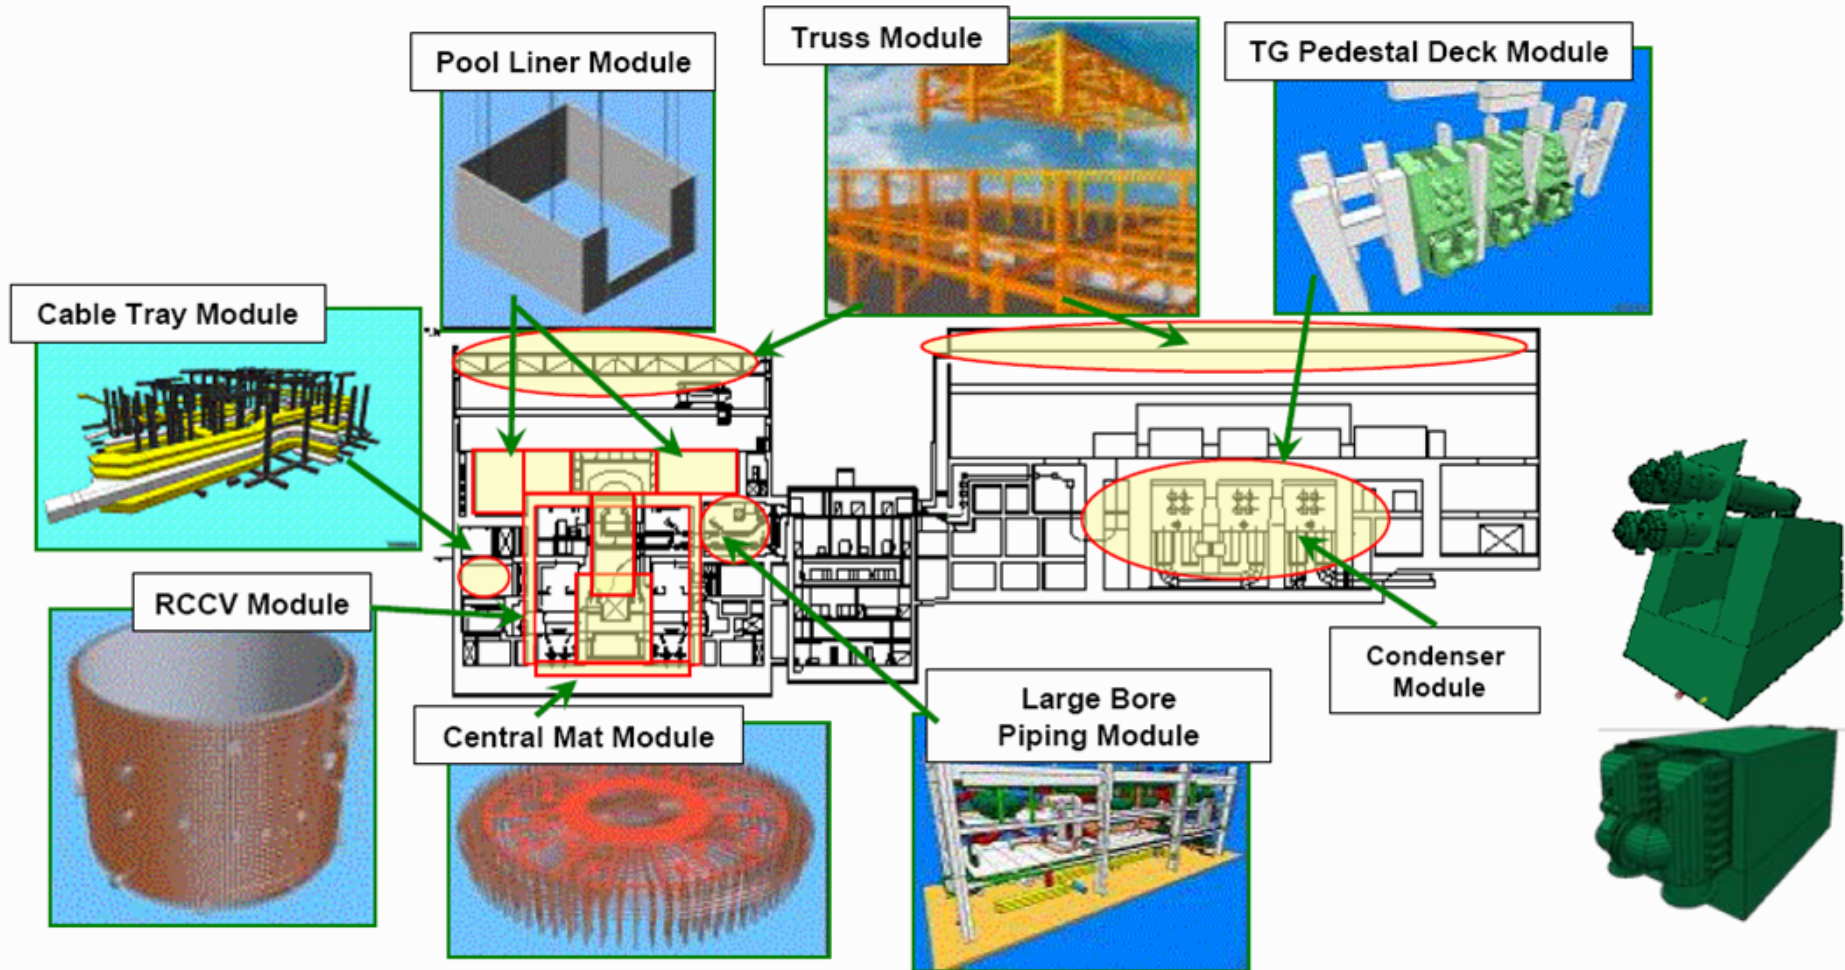 Truss Module
TG Pedestal Deck Module
Pool Liner Module
Cable Tray Module
RCCV Module
Condenser
Module
Large Bore
Piping Module
Central Mat Module